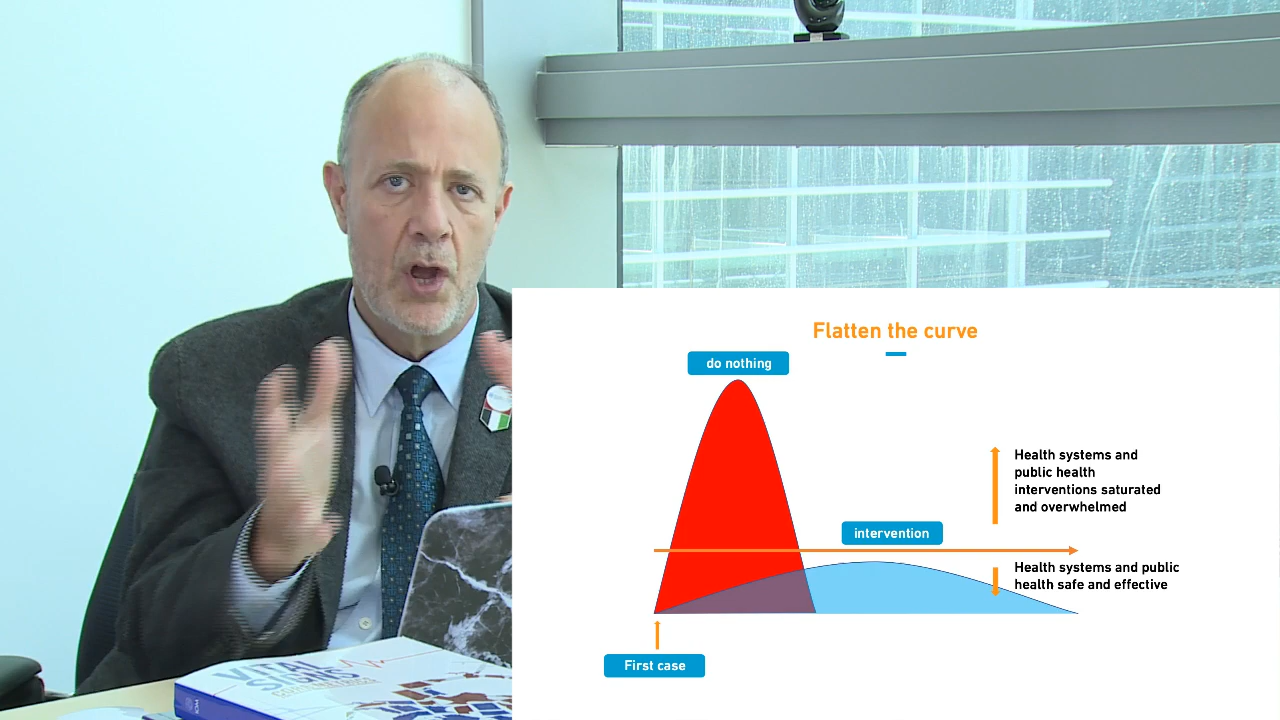 Flatten the curve
do nothing
Health systems and
public health
interventions saturated
and overwhelmed
intervention
Health systems and public
health safe and effective
First case
VITAL
SIGNS